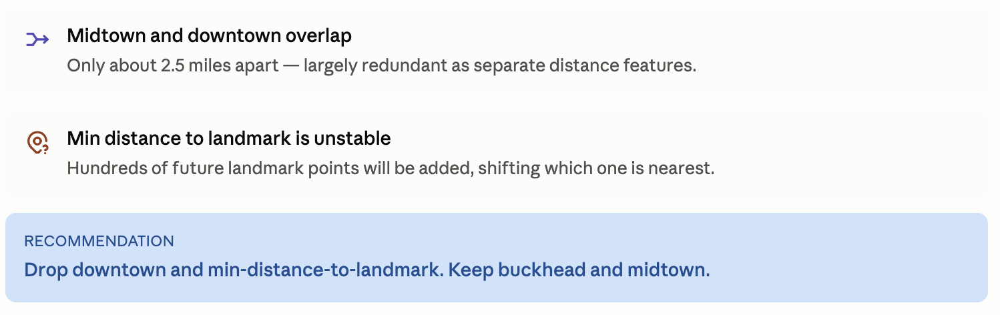 Midtown and downtown overlap
Only about 2.5 miles apart — largely redundant as separate distance features.
Min distance to landmark is unstable
Hundreds of future landmark points will be added, shifting which one is nearest.
RECOMMENDATION
Drop downtown and min-distance-to-landmark. Keep buckhead and midtown.